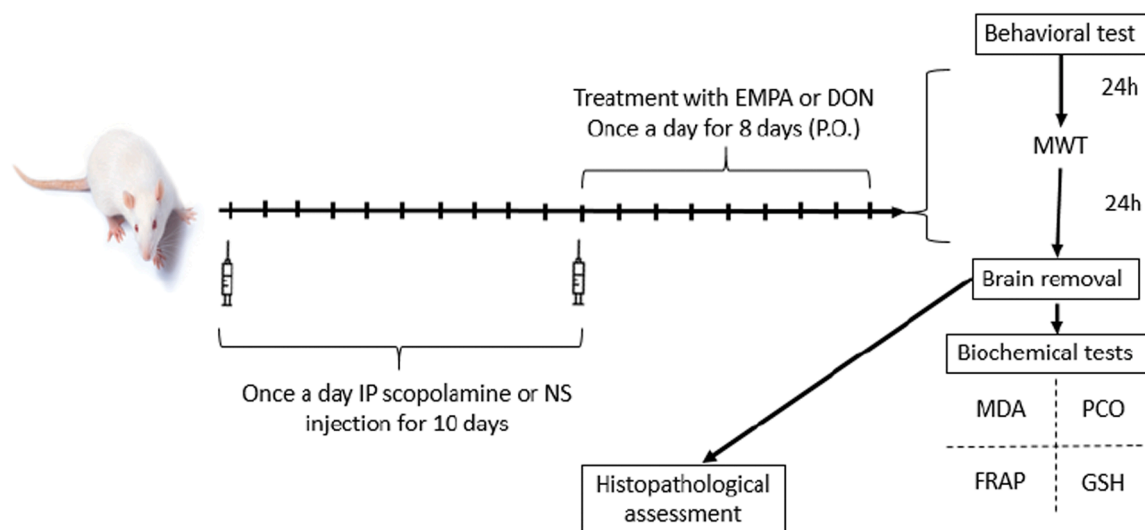 Behavioral test
24h
Treatment with EMPA or DON
Once a day for 8 days (P.O.)
MWT
24h
Brain removal
Biochemical tests
Once a day IP scopolamine or NS
injection for 10 days
MDA
PCO
Histopathological
assessment
FRAP
GSH